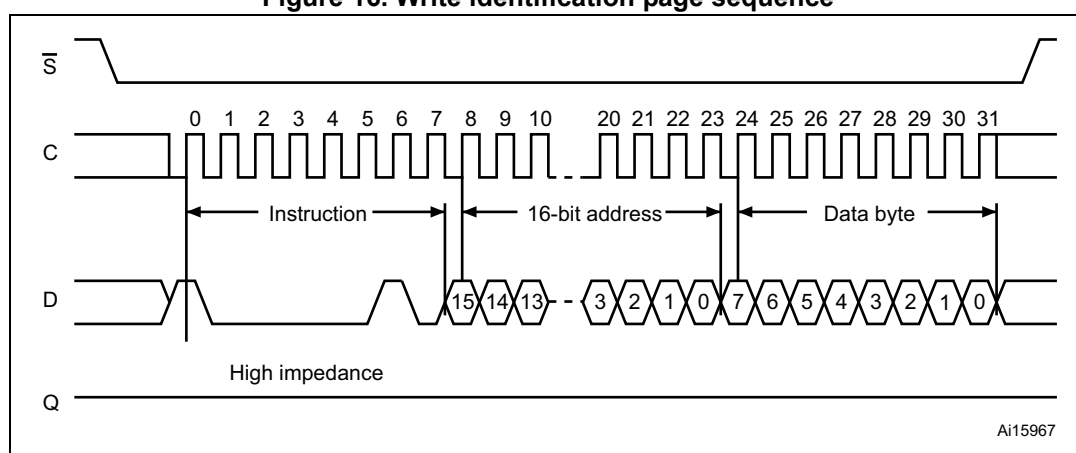 Figure 16. Write identification page sequence
S̅
0 1 2 3 4 5 6 7 8 9 10 20 21 22 23 24 25 26 27 28 29 30 31
C
Instruction 16-bit address Data byte
D 15 14 13 3 2 1 0 7 6 5 4 3 2 1 0
High impedance
Q
Ai15967